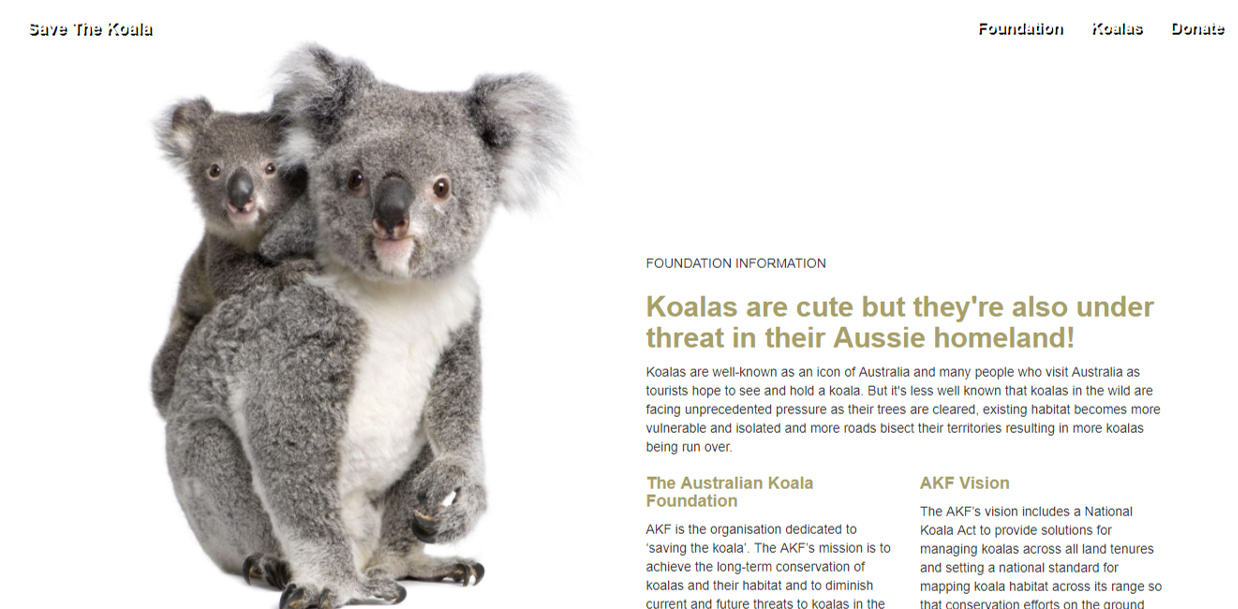 Save The Koala
Foundation Koalas Donate
FOUNDATION INFORMATION
Koalas are cute but they're also under
threat in their Aussie homeland!
Koalas are well-known as an icon of Australia and many people who visit Australia as
tourists hope to see and hold a koala. But it's less well known that koalas in the wild are
facing unprecedented pressure as their trees are cleared, existing habitat becomes more
vulnerable and isolated and more roads bisect their territories resulting in more koalas
being run over.
The Australian Koala
Foundation
AKF is the organisation dedicated to
‘saving the koala’. The AKF’s mission is to
achieve the long-term conservation of
koalas and their habitat and to diminish
current and future threats to koalas in the
AKF Vision
The AKF’s vision includes a National
Koala Act to provide solutions for
managing koalas across all land tenures
and setting a national standard for
mapping koala habitat across its range so
that conservation efforts on the ground